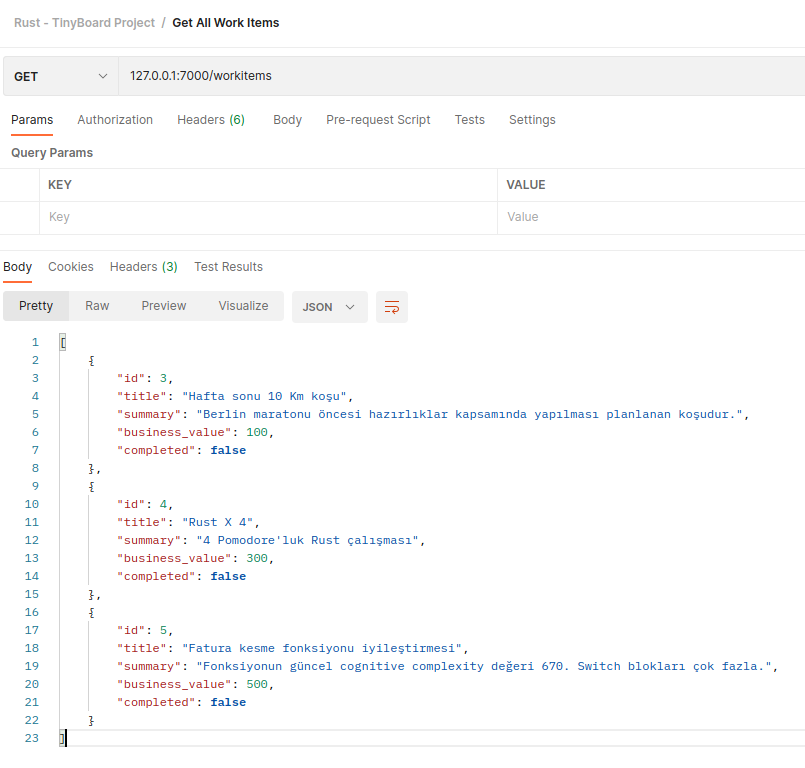 Rust - TinyBoard Project / Get All Work Items
GET 127.0.0.1:7000/workitems
Params Authorization Headers (6) Body Pre-request Script Tests Settings
Query Params
KEY VALUE
Key Value
Body Cookies Headers (3) Test Results
Pretty Raw Preview Visualize JSON
1 [
2 {
3 "id": 3,
4 "title": "Hafta sonu 10 Km koşu",
5 "summary": "Berlin maratonu öncesi hazırlıklar kapsamında yapılması planlanan koşudur.",
6 "business_value": 100,
7 "completed": false
8 },
9 {
10 "id": 4,
11 "title": "Rust X 4",
12 "summary": "4 Pomodore'luk Rust çalışması",
13 "business_value": 300,
14 "completed": false
15 },
16 {
17 "id": 5,
18 "title": "Fatura kesme fonksiyonu iyileştirmesi",
19 "summary": "Fonksiyonun güncel cognitive complexity değeri 670. Switch blokları çok fazla.",
20 "business_value": 500,
21 "completed": false
22 }
23 ]